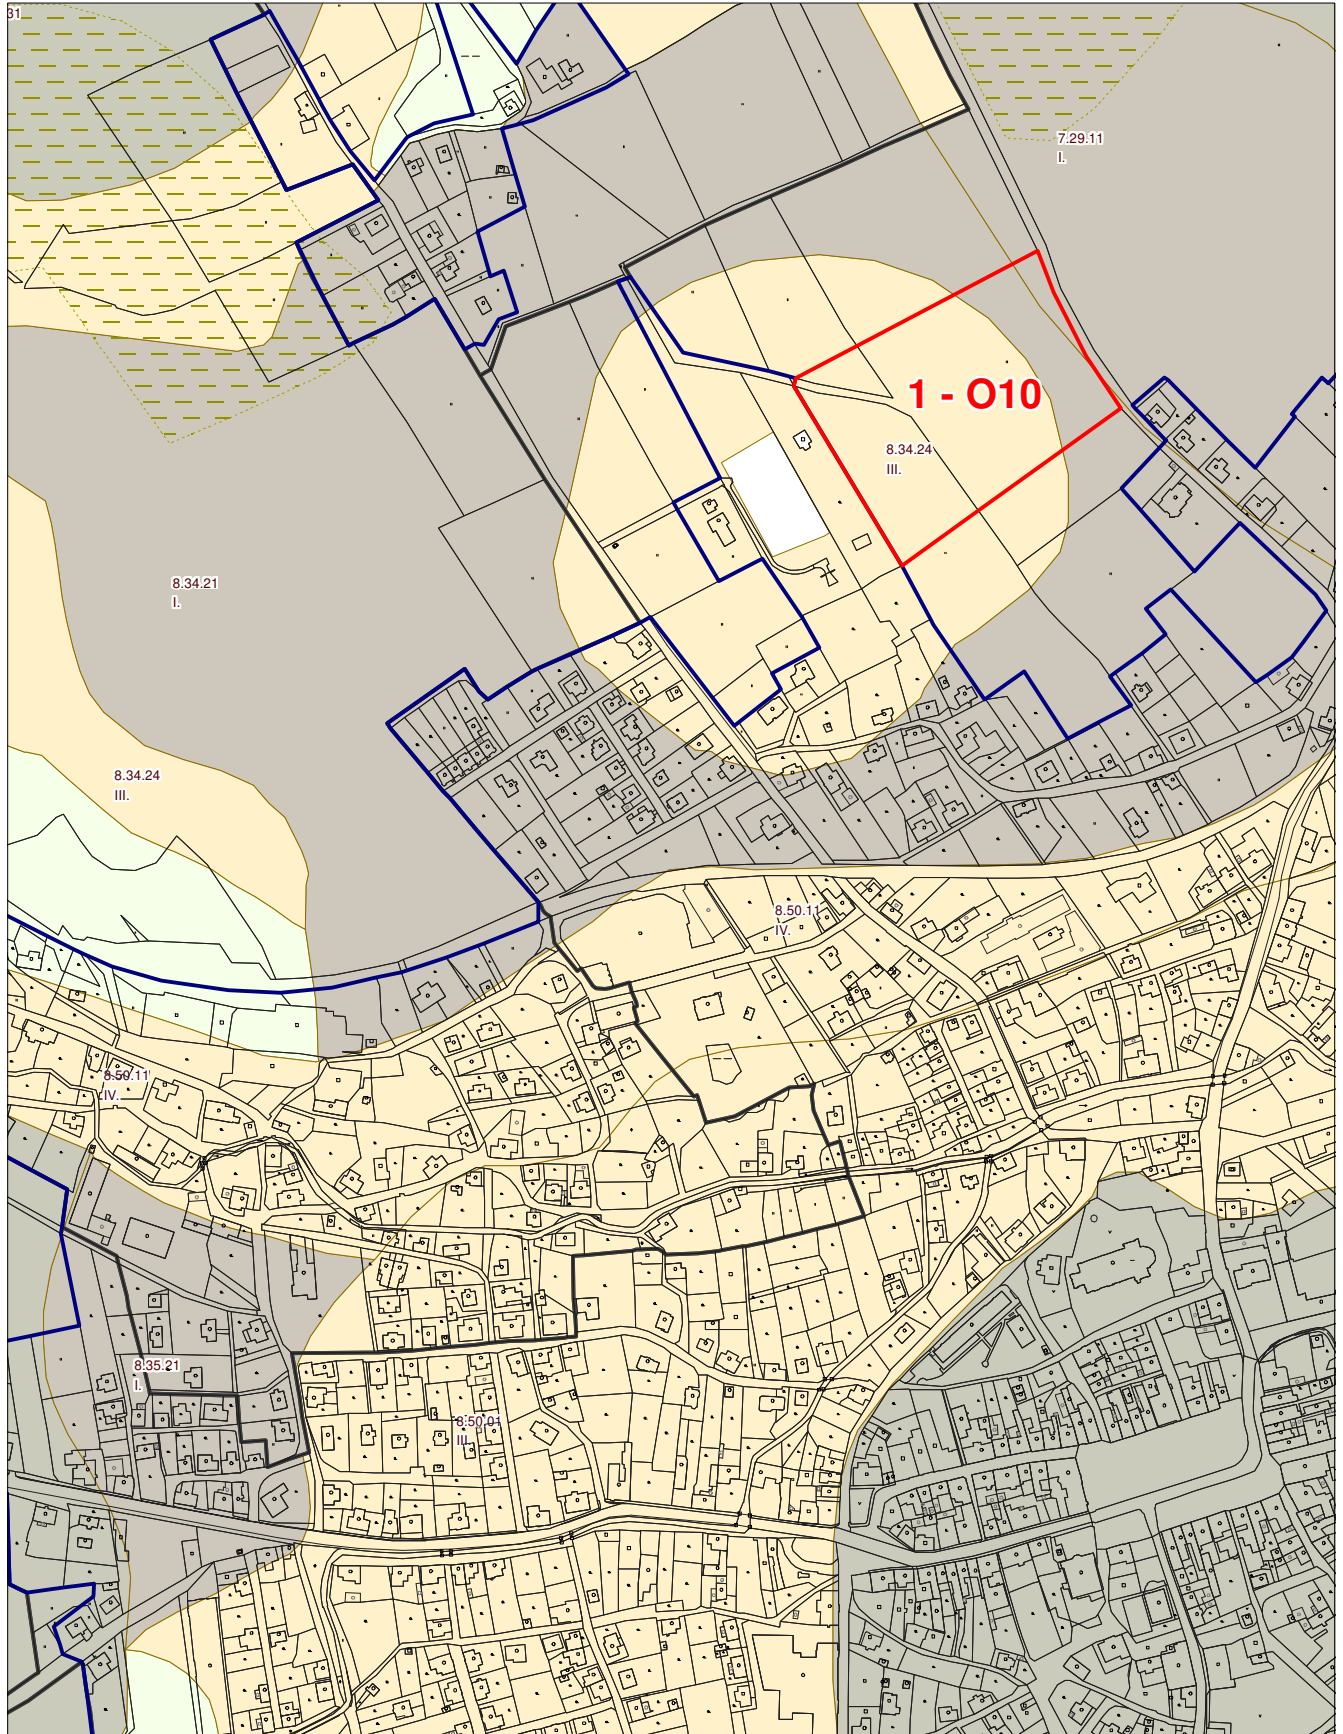 31
7.29.11
I.
1 - O10
8.34.24
III.
8.34.21
I.
8.34.24
III.
8.50.11
IV.
8.50.11
IV.
8.35.21
I.
8.50.01
III.